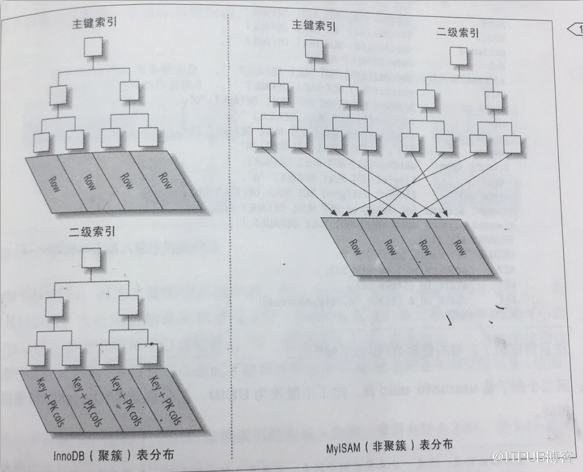 主键索引
Row
Row
Row
Row
二级索引
Key + PK cols
Key + PK cols
Key + PK cols
Key + PK cols
InnoDB（聚簇）表分布
主键索引
二级索引
Row
Row
Row
Row
MyISAM（非聚簇）表分布
1
@ITPUB博客